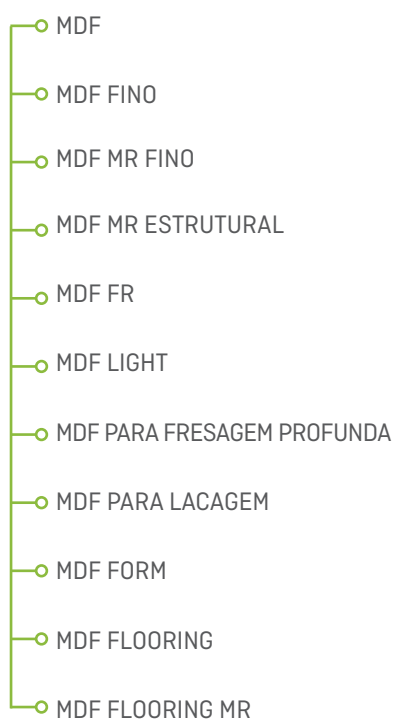 MDF
MDF FINO
MDF MR FINO
MDF MR ESTRUTURAL
MDF FR
MDF LIGHT
MDF PARA FRESAGEM PROFUNDA
MDF PARA LACAGEM
MDF FORM
MDF FLOORING
MDF FLOORING MR